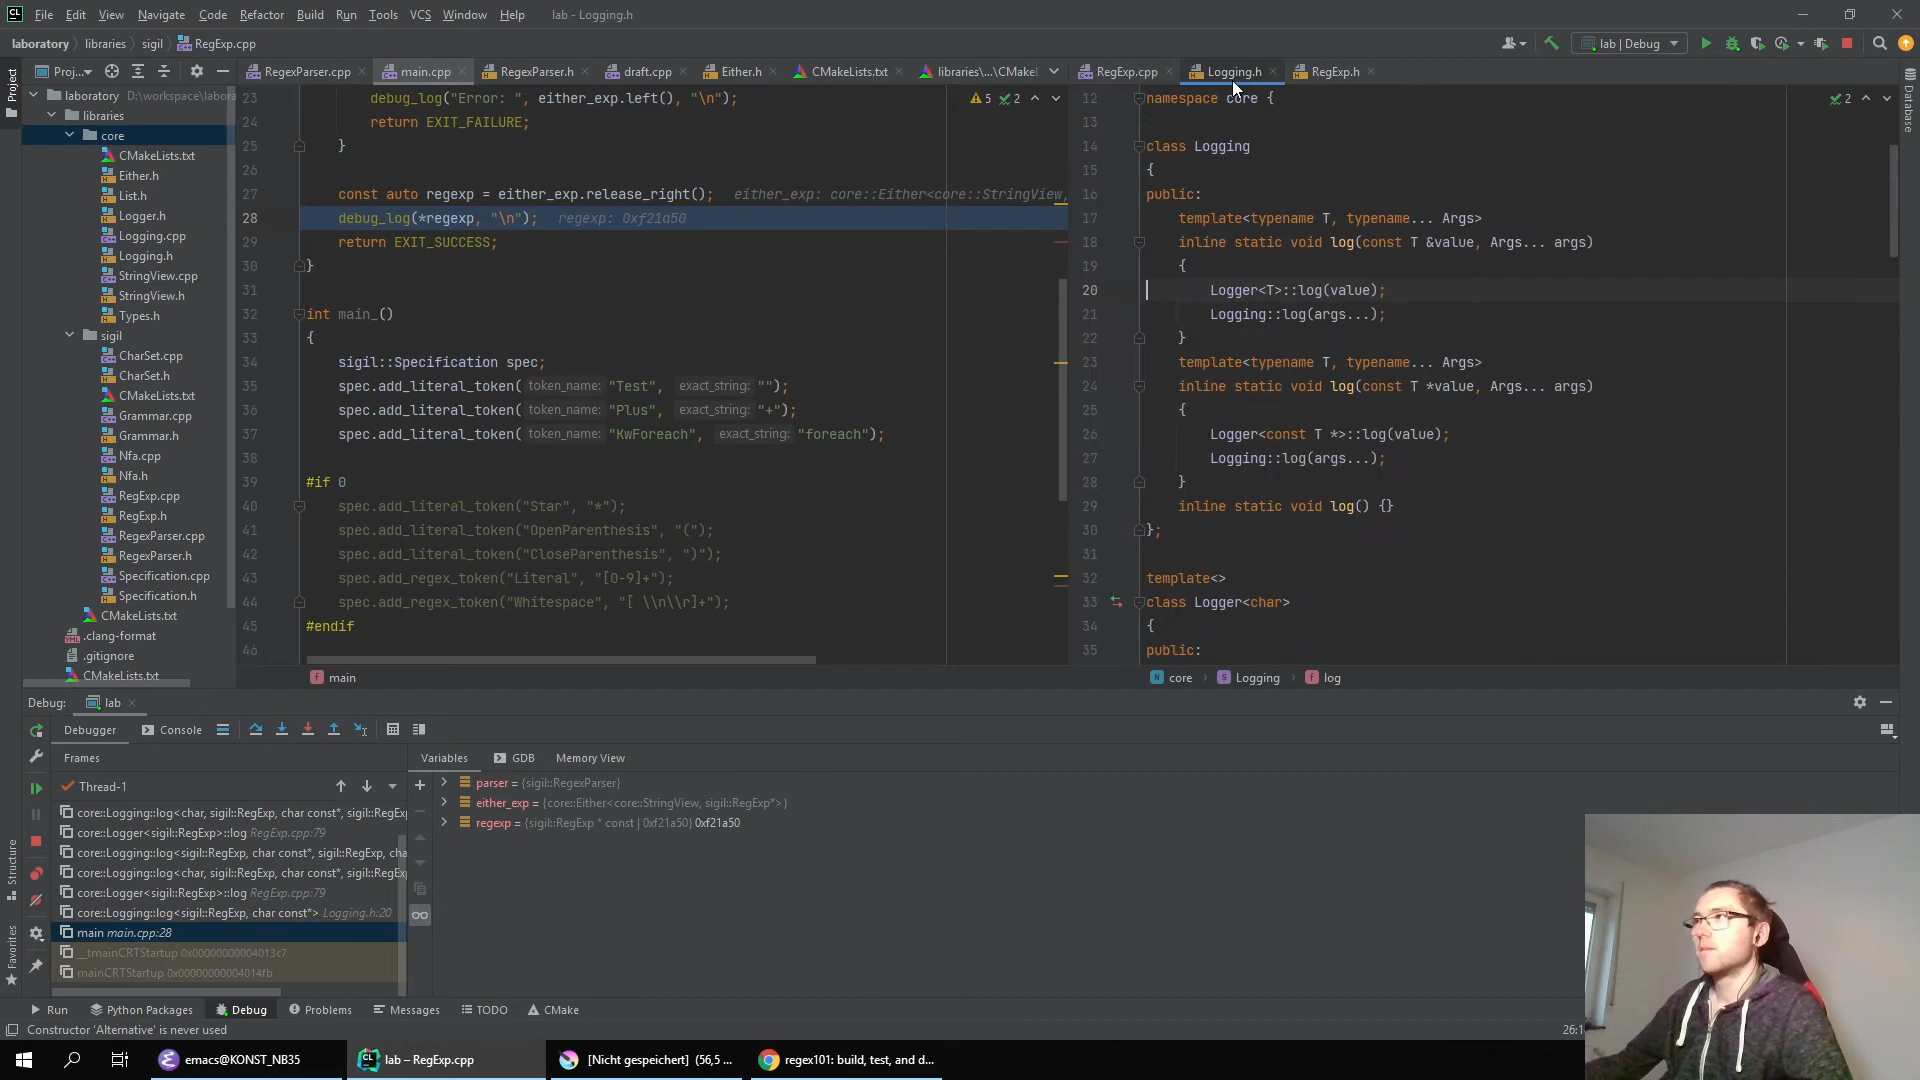 File Edit View Navigate Code Refactor Build Run Tools VCS Window Help lab - Logging.h
laboratory libraries sigil RegExp.cpp
lab | Debug
Project
Proj...
RegexParser.cpp main.cpp RegexParser.h draft.cpp Either.h CMakeLists.txt libraries\...\CMakeL
RegExp.cpp Logging.h RegExp.h
Database
laboratory D:\workspace\labora
libraries
core
CMakeLists.txt
Either.h
List.h
Logger.h
Logging.cpp
Logging.h
StringView.cpp
StringView.h
Types.h
sigil
CharSet.cpp
CharSet.h
CMakeLists.txt
Grammar.cpp
Grammar.h
Nfa.cpp
Nfa.h
RegExp.cpp
RegExp.h
RegexParser.cpp
RegexParser.h
Specification.cpp
Specification.h
CMakeLists.txt
.clang-format
.gitignore
CMakeLists.txt
5 2
23 debug_log("Error: ", either_exp.left(), "\n");
24 return EXIT_FAILURE;
25 }
26
27 const auto regexp = either_exp.release_right(); either_exp: core::Either<core::StringView,
28 debug_log(*regexp, "\n"); regexp: 0xf21a50
29 return EXIT_SUCCESS;
30 }
31
32 int main_()
33 {
34 sigil::Specification spec;
35 spec.add_literal_token( token_name: "Test", exact_string: "");
36 spec.add_literal_token( token_name: "Plus", exact_string: "+");
37 spec.add_literal_token( token_name: "KwForeach", exact_string: "foreach");
38
39 #if 0
40 spec.add_literal_token("Star", "*");
41 spec.add_literal_token("OpenParenthesis", "(");
42 spec.add_literal_token("CloseParenthesis", ")");
43 spec.add_regex_token("Literal", "[0-9]+");
44 spec.add_regex_token("Whitespace", "[ \\n\\r]+");
45 #endif
46
main
2
12 namespace core {
13
14 class Logging
15 {
16 public:
17 template<typename T, typename... Args>
18 inline static void log(const T &value, Args... args)
19 {
20 Logger<T>::log(value);
21 Logging::log(args...);
22 }
23 template<typename T, typename... Args>
24 inline static void log(const T *value, Args... args)
25 {
26 Logger<const T *>::log(value);
27 Logging::log(args...);
28 }
29 inline static void log() {}
30 };
31
32 template<>
33 class Logger<char>
34 {
35 public:
core Logging log
Debug: lab
Debugger Console
Frames
Variables GDB Memory View
Thread-1
core::Logging::log<char, sigil::RegExp, char const*, sigil::RegExp
core::Logger<sigil::RegExp>::log RegExp.cpp:79
core::Logging::log<sigil::RegExp, char const*, sigil::RegExp, cha
core::Logging::log<char, sigil::RegExp, char const*, sigil::RegExp
core::Logger<sigil::RegExp>::log RegExp.cpp:79
core::Logging::log<sigil::RegExp, char const*> Logging.h:20
main main.cpp:28
__tmainCRTStartup 0x00000000004013c7
mainCRTStartup 0x00000000004014fb
parser = {sigil::RegexParser}
either_exp = {core::Either<core::StringView, sigil::RegExp*>}
regexp = {sigil::RegExp * const | 0xf21a50} 0xf21a50
Structure
Favorites
Run Python Packages Debug Problems Messages TODO CMake
Constructor 'Alternative' is never used
26:1
emacs@KONST_NB35 lab – RegExp.cpp [Nicht gespeichert] (56,5 ... regex101: build, test, and d...